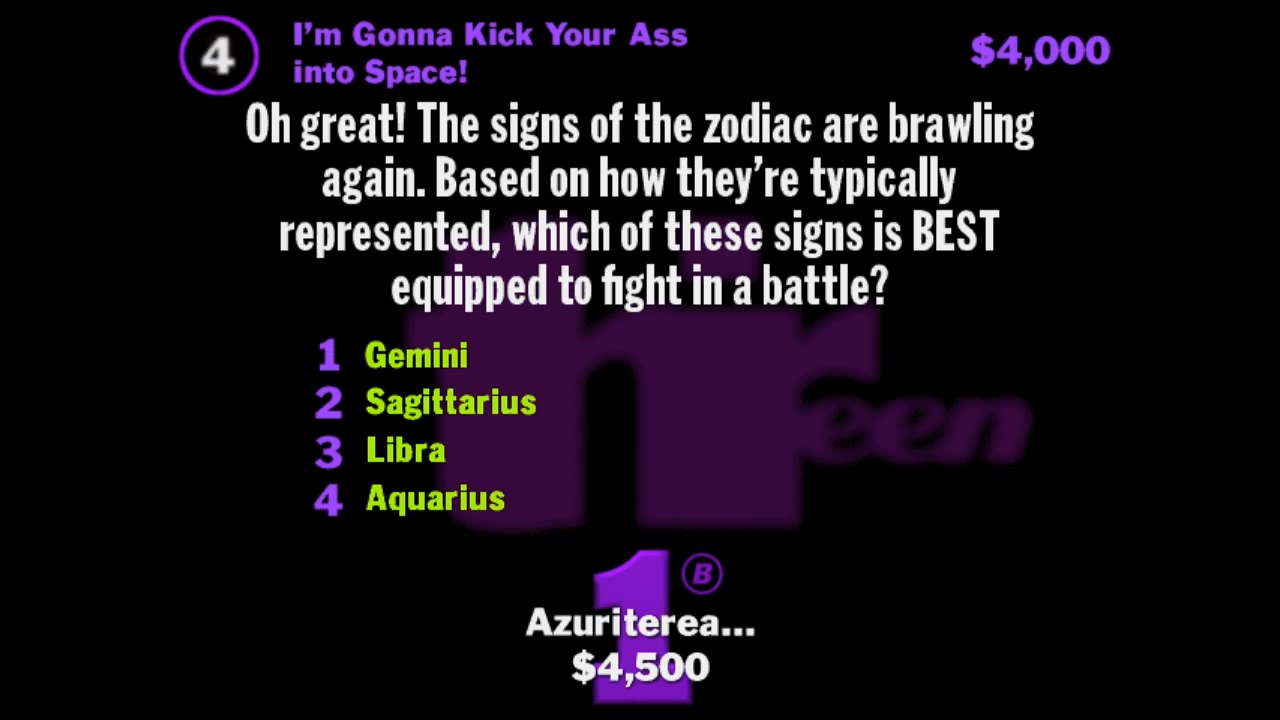 4
I'm Gonna Kick Your Ass
into Space!
$4,000
Oh great! The signs of the zodiac are brawling
again. Based on how they're typically
represented, which of these signs is BEST
equipped to fight in a battle?
1 Gemini
2 Sagittarius
3 Libra
4 Aquarius
een
1 B
Azuriterea...
$4,500